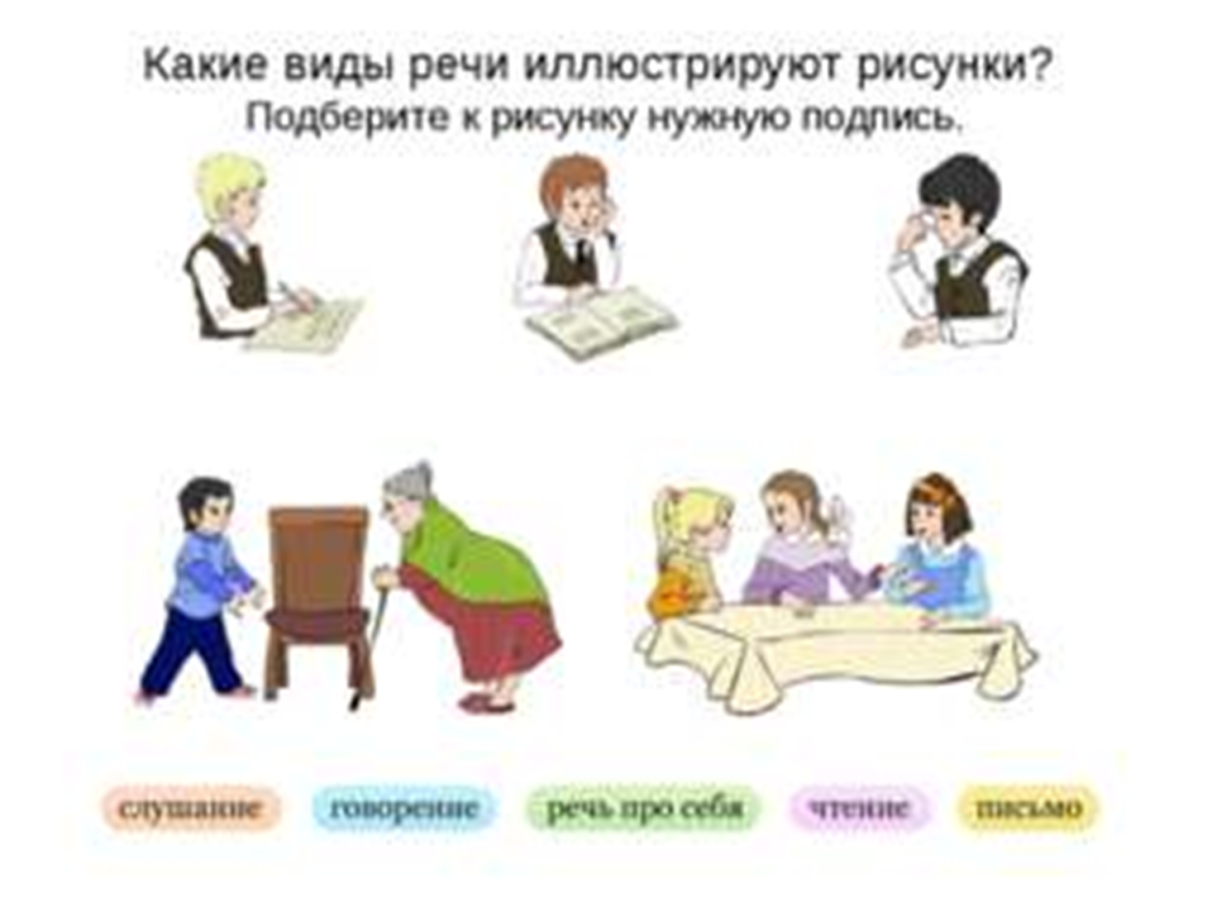 Какие виды речи иллюстрируют рисунки?
Подберите к рисунку нужную подпись.
слушание говорение речь про себя чтение письмо